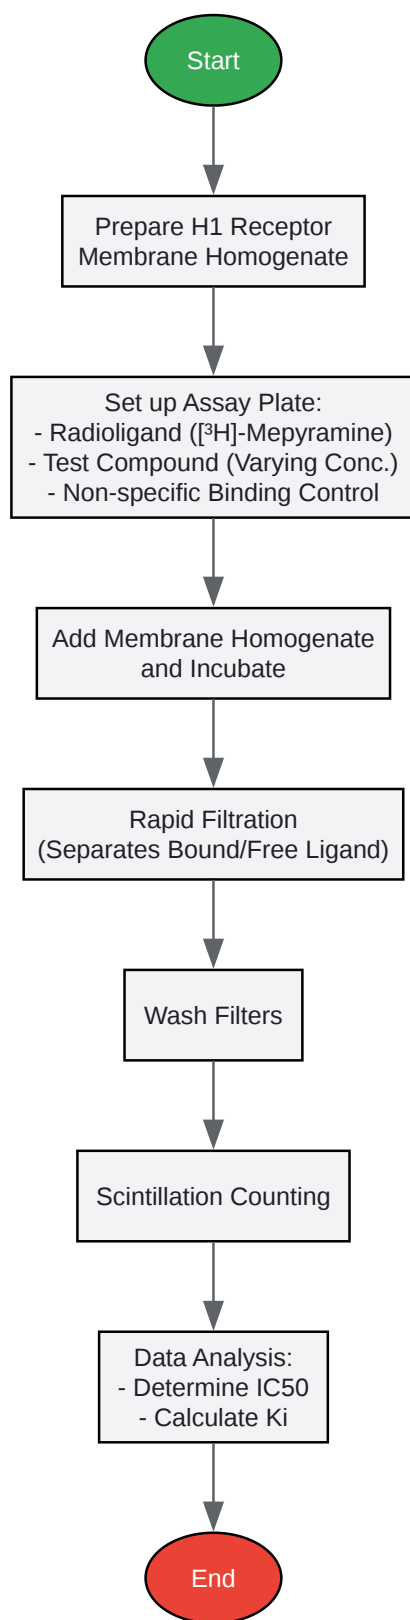 Start
Prepare H1 Receptor
Membrane Homogenate
Set up Assay Plate:
- Radioligand ([³H]-Mepyramine)
- Test Compound (Varying Conc.)
- Non-specific Binding Control
Add Membrane Homogenate
and Incubate
Rapid Filtration
(Separates Bound/Free Ligand)
Wash Filters
Scintillation Counting
Data Analysis:
- Determine IC50
- Calculate Ki
End